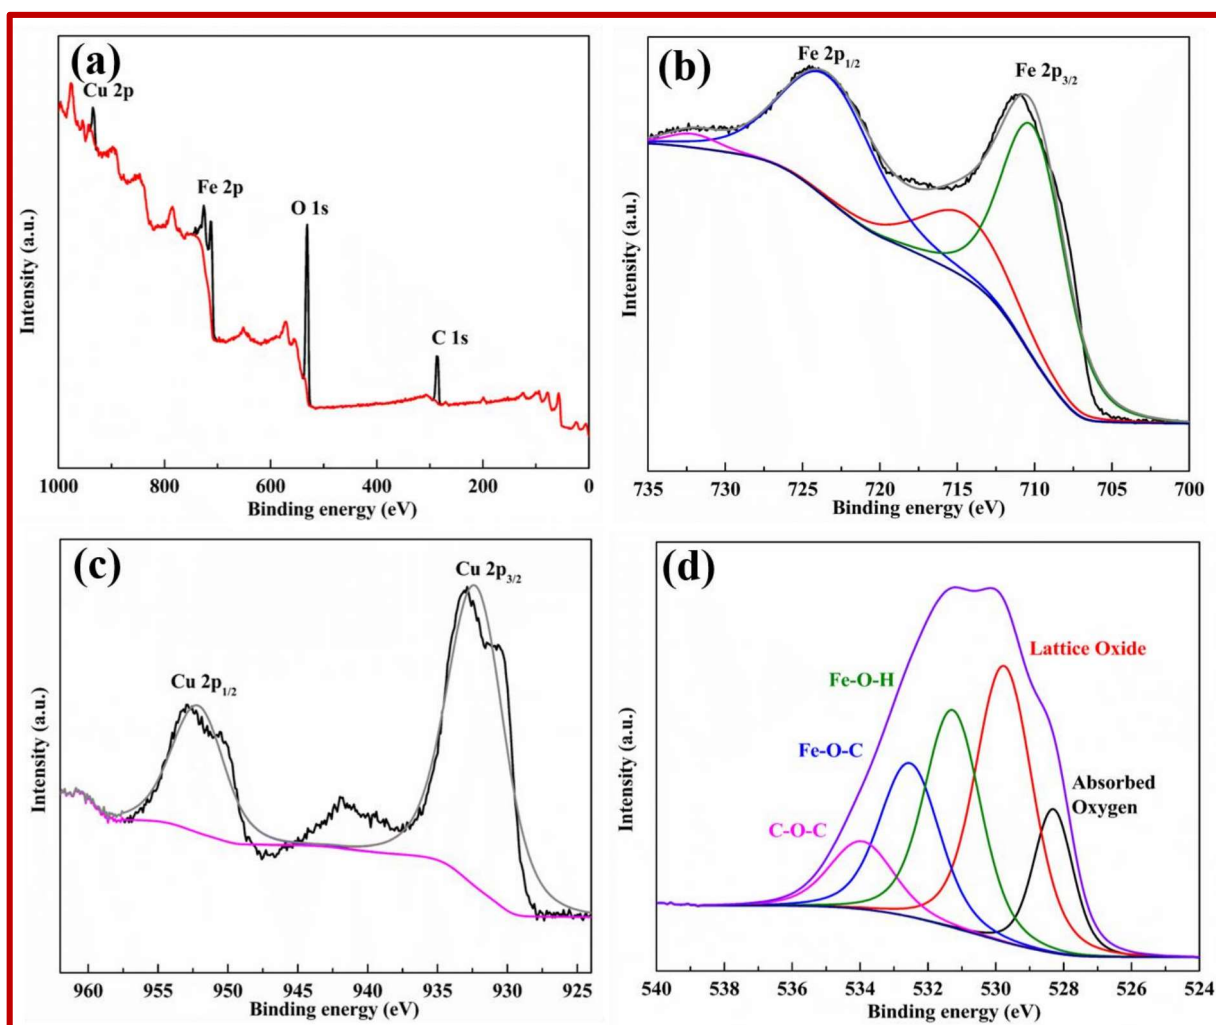 (a)
Cu 2p
Fe 2p
O 1s
C 1s
Intensity (a.u.)
1000 800 600 400 200 0
Binding energy (eV)
(b)
Fe 2p1/2
Fe 2p3/2
Intensity (a.u.)
735 730 725 720 715 710 705 700
Binding energy (eV)
(c)
Cu 2p3/2
Cu 2p1/2
Intensity (a.u.)
960 955 950 945 940 935 930 925
Binding energy (eV)
(d)
Lattice Oxide
Fe-O-H
Fe-O-C
Absorbed
Oxygen
C-O-C
Intensity (a.u.)
540 538 536 534 532 530 528 526 524
Binding energy (eV)